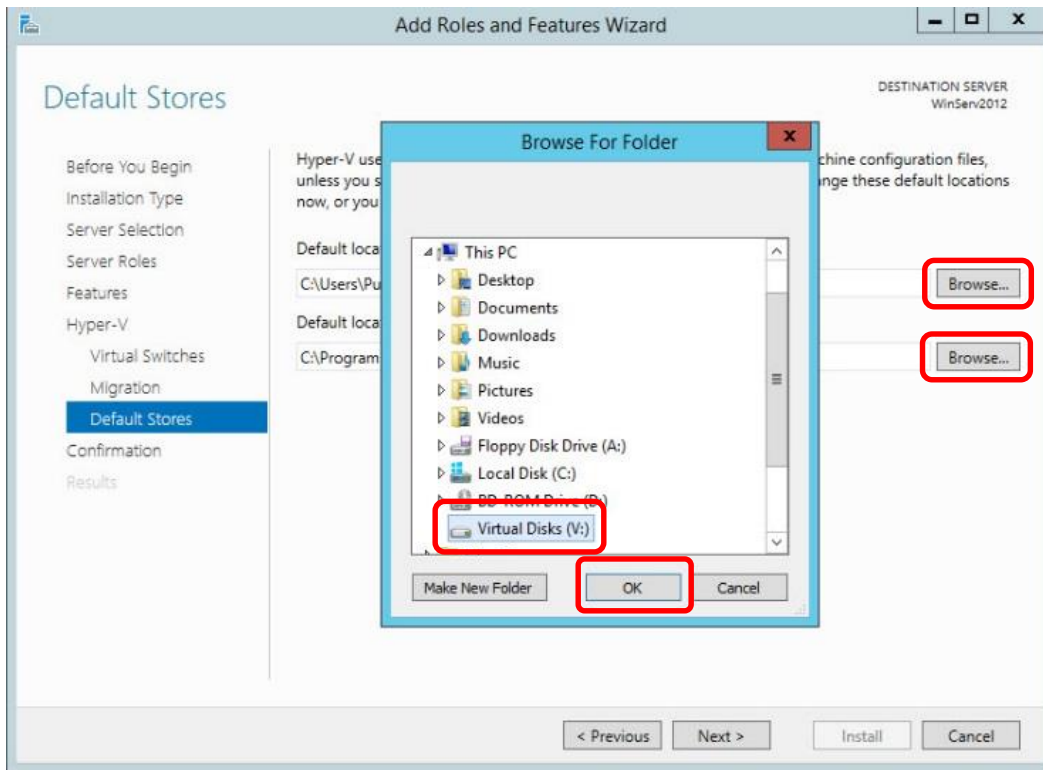 Add Roles and Features Wizard
Default Stores
DESTINATION SERVER
WinServ2012
Before You Begin
Installation Type
Server Selection
Server Roles
Features
Hyper-V
Virtual Switches
Migration
Default Stores
Confirmation
Results
Hyper-V use
unless you s
now, or you
chine configuration files,
nge these default locations
Default loca
C:\Users\Pu
Browse...
Default loca
C:\Program
Browse...
Browse For Folder
This PC
Desktop
Documents
Downloads
Music
Pictures
Videos
Floppy Disk Drive (A:)
Local Disk (C:)
BD-ROM Drive (D:)
Virtual Disks (V:)
Make New Folder
OK
Cancel
< Previous
Next >
Install
Cancel